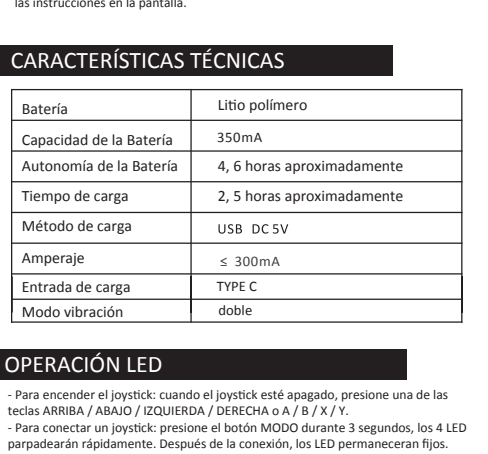 las instrucciones en la pantalla.
CARACTERÍSTICAS TÉCNICAS
Batería Litio polímero
Capacidad de la Batería 350mA
Autonomía de la Batería 4, 6 horas aproximadamente
Tiempo de carga 2, 5 horas aproximadamente
Método de carga USB DC 5V
Amperaje ≤ 300mA
Entrada de carga TYPE C
Modo vibración doble
OPERACIÓN LED
- Para encender el joystick: cuando el joystick esté apagado, presione una de las
teclas ARRIBA / ABAJO / IZQUIERDA / DERECHA o A / B / X / Y.
- Para conectar un joystick: presione el botón MODO durante 3 segundos, los 4 LED
parpadearán rápidamente. Después de la conexión, los LED permaneceran fijos.